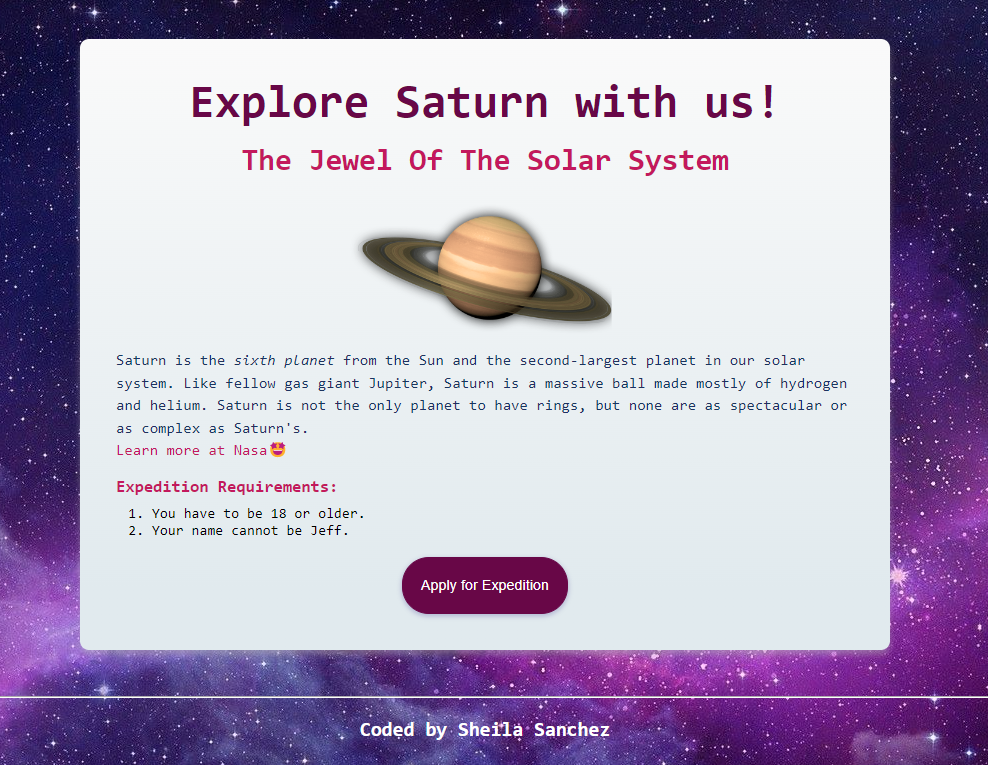 Explore Saturn with us!
The Jewel Of The Solar System
Saturn is the sixth planet from the Sun and the second-largest planet in our solar
system. Like fellow gas giant Jupiter, Saturn is a massive ball made mostly of hydrogen
and helium. Saturn is not the only planet to have rings, but none are as spectacular or
as complex as Saturn's.
Learn more at Nasa🤩
Expedition Requirements:
1. You have to be 18 or older.
2. Your name cannot be Jeff.
Apply for Expedition
Coded by Sheila Sanchez